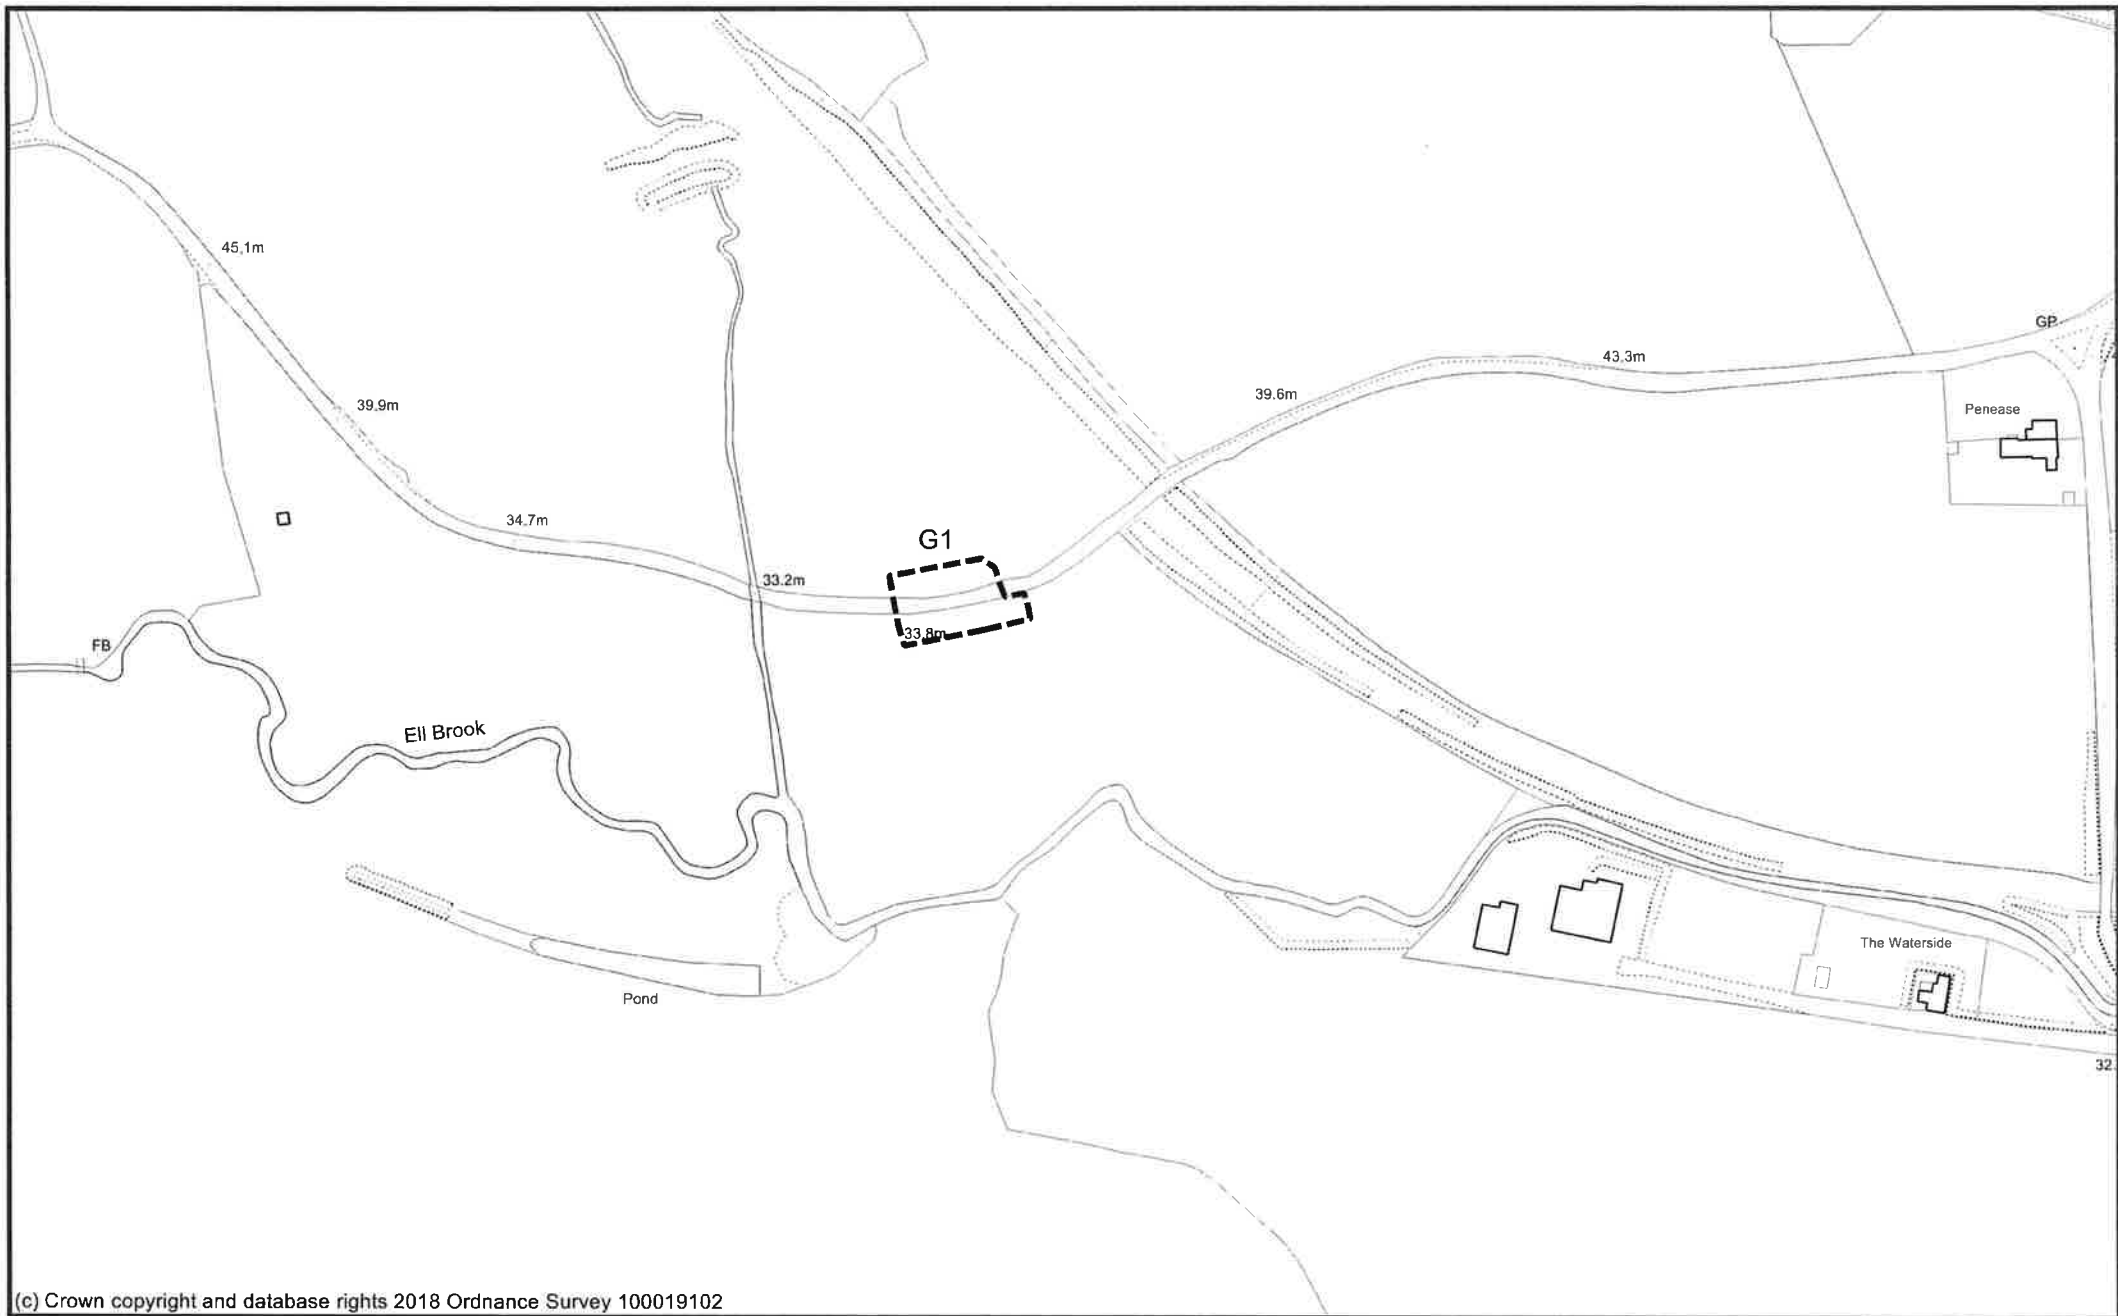 45.1m
GP
43.3m
39.6m
39.9m
Penease
34.7m
G1
33.2m
33.8m
FB
Ell Brook
The Waterside
Pond
32.
(c) Crown copyright and database rights 2018 Ordnance Survey 100019102